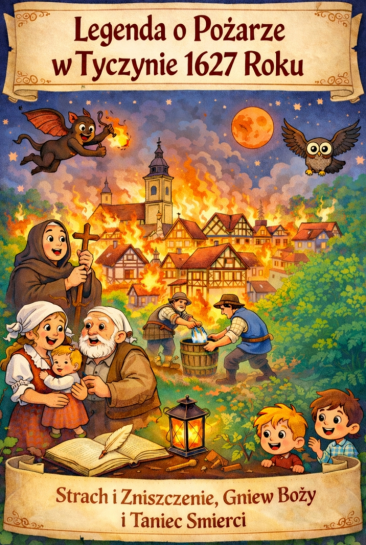 Legenda o Pożarze
w Tyczynie 1627 Roku
Strach i Zniszczenie, Gniew Boży
i Taniec Smierci